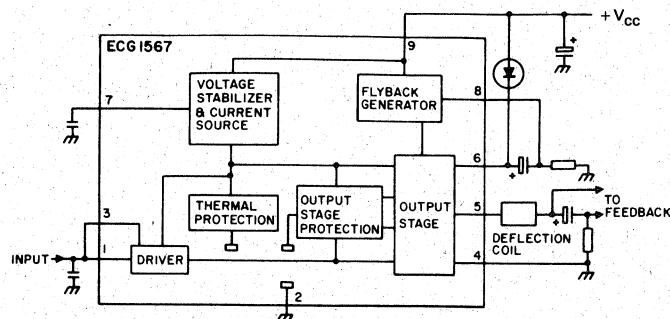 + VCC
ECG1567
9
VOLTAGE
STABILIZER
& CURRENT
SOURCE
FLYBACK
GENERATOR
8
7
6
THERMAL
PROTECTION
OUTPUT
STAGE
PROTECTION
OUTPUT
STAGE
5
TO
FEEDBACK
DEFLECTION
COIL
3
INPUT
1
DRIVER
4
2
+
+
+